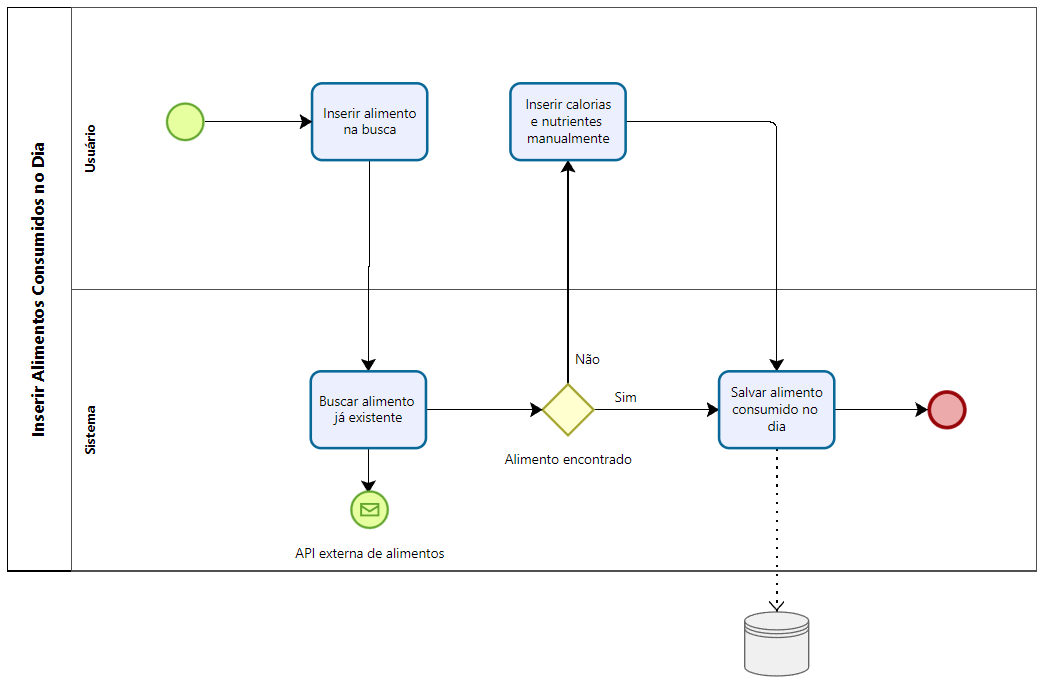 Inserir Alimentos Consumidos no Dia
Usuário
Inserir alimento
na busca
Inserir calorias
e nutrientes
manualmente
Sistema
Buscar alimento
já existente
Não
Sim
Alimento encontrado
Salvar alimento
consumido no
dia
API externa de alimentos